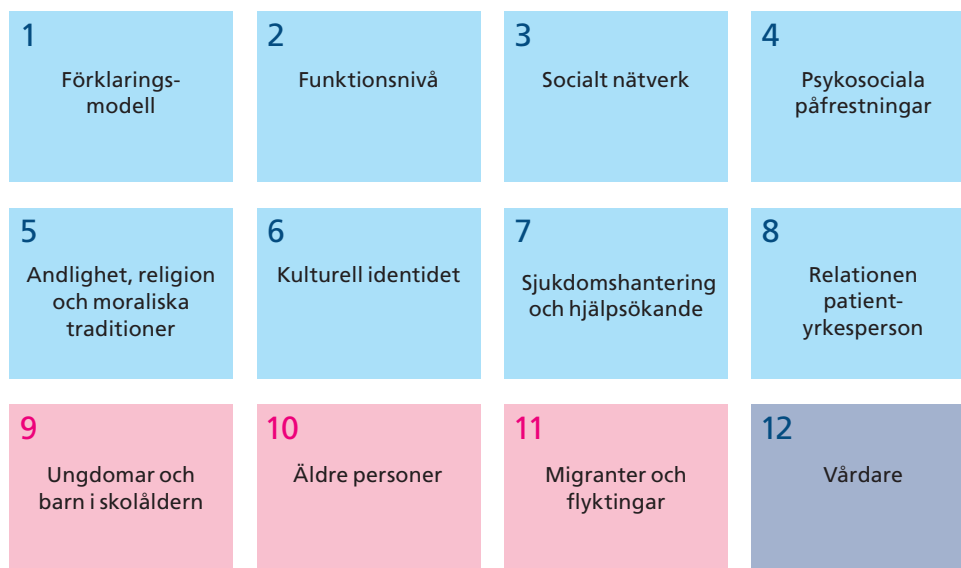 1
Förklarings-
modell
2
Funktionsnivå
3
Socialt nätverk
4
Psykosociala
påfrestningar
5
Andlighet, religion
och moraliska
traditioner
6
Kulturell identidet
7
Sjukdomshantering
och hjälpsökande
8
Relationen
patient-
yrkesperson
9
Ungdomar och
barn i skolåldern
10
Äldre personer
11
Migranter och
flyktingar
12
Vårdare